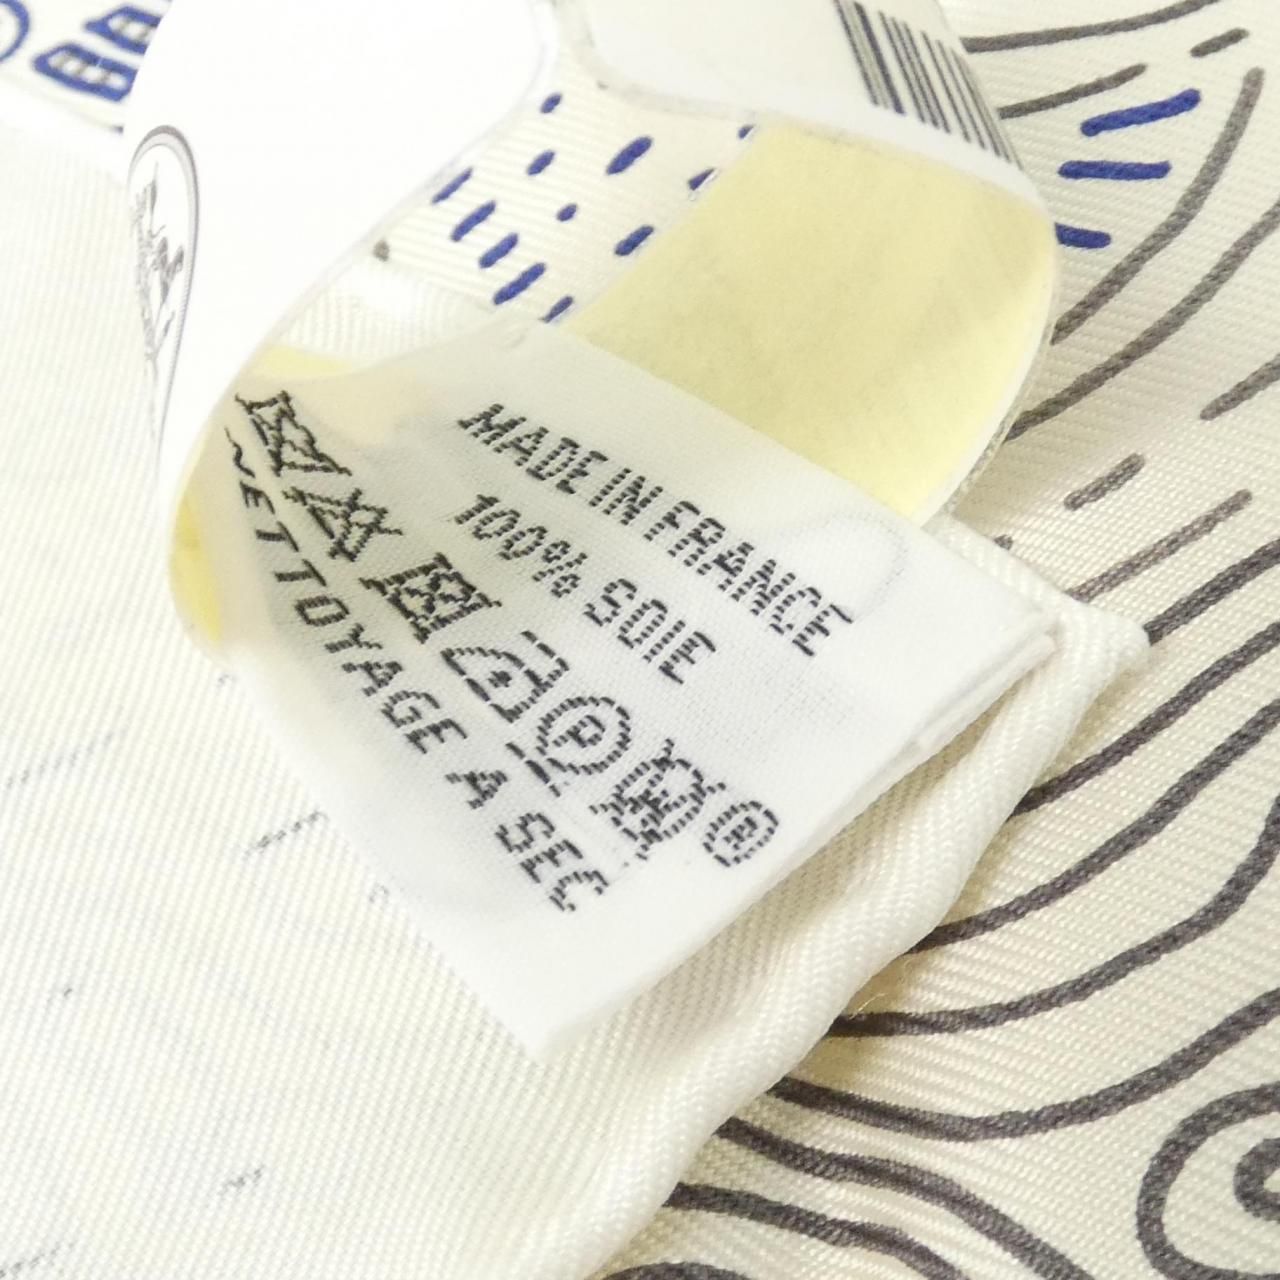 MADE IN FRANCE
100% SOIE
P
W
NETTOYAGE A SEC